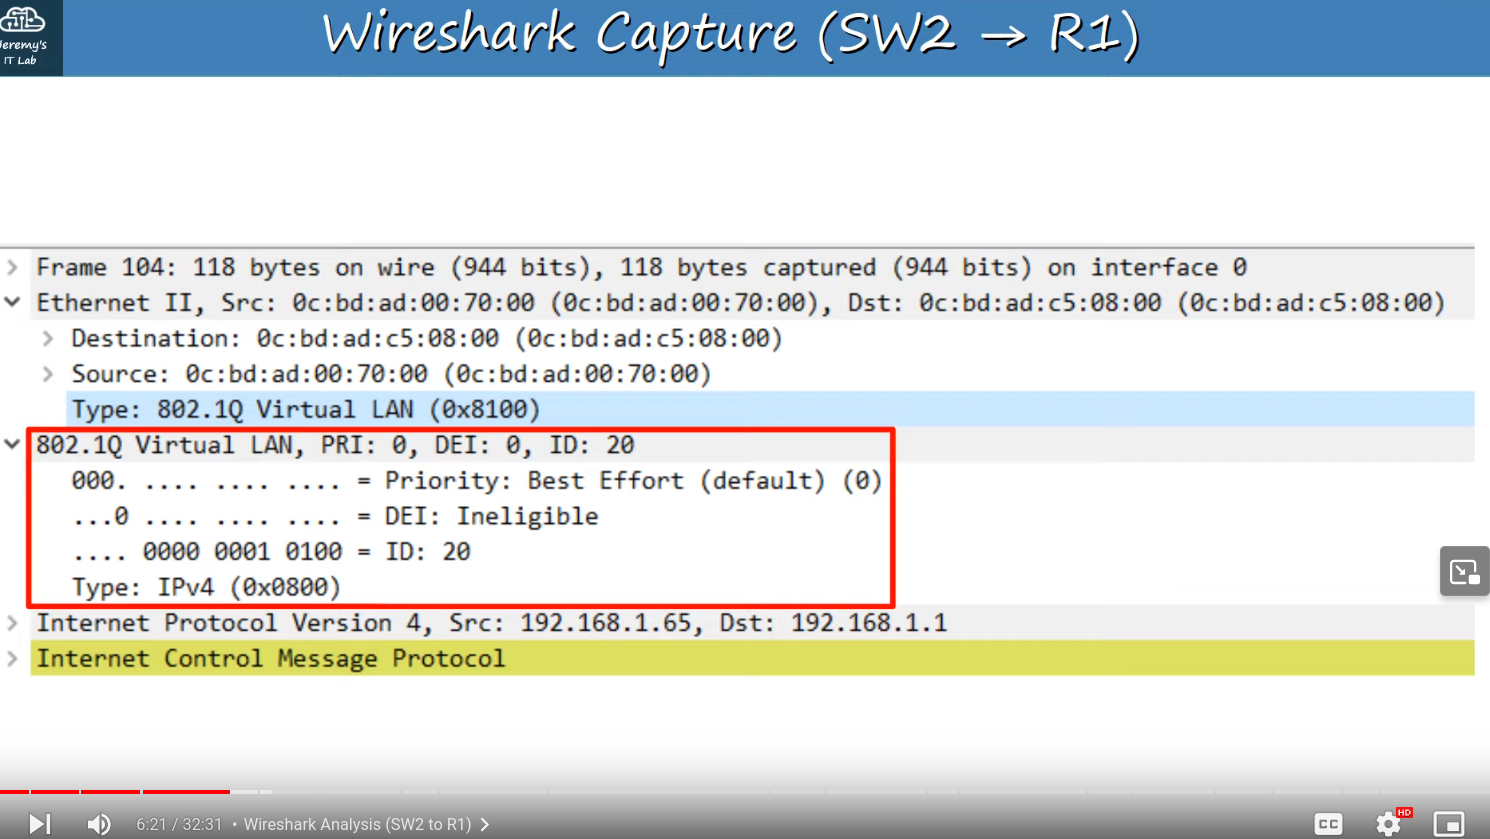 Jeremy's
IT Lab
Wireshark Capture (SW2 → R1)
Frame 104: 118 bytes on wire (944 bits), 118 bytes captured (944 bits) on interface 0
Ethernet II, Src: 0c:bd:ad:00:70:00 (0c:bd:ad:00:70:00), Dst: 0c:bd:ad:c5:08:00 (0c:bd:ad:c5:08:00)
Destination: 0c:bd:ad:c5:08:00 (0c:bd:ad:c5:08:00)
Source: 0c:bd:ad:00:70:00 (0c:bd:ad:00:70:00)
Type: 802.1Q Virtual LAN (0x8100)
802.1Q Virtual LAN, PRI: 0, DEI: 0, ID: 20
000. .... .... .... = Priority: Best Effort (default) (0)
...0 .... .... .... = DEI: Ineligible
.... 0000 0001 0100 = ID: 20
Type: IPv4 (0x0800)
Internet Protocol Version 4, Src: 192.168.1.65, Dst: 192.168.1.1
Internet Control Message Protocol
6:21 / 32:31 • Wireshark Analysis (SW2 to R1)
CC
HD